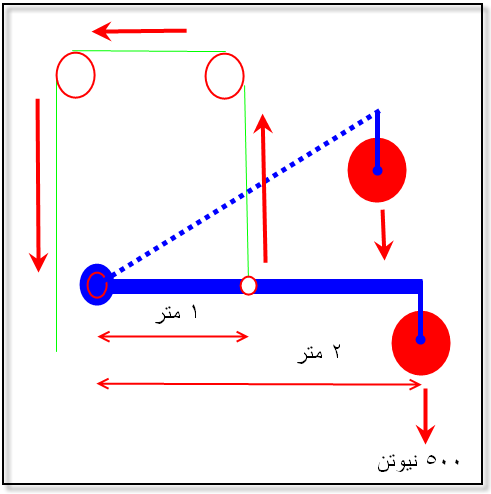 ١ متر
٢ متر
٥٠٠ نيوتن